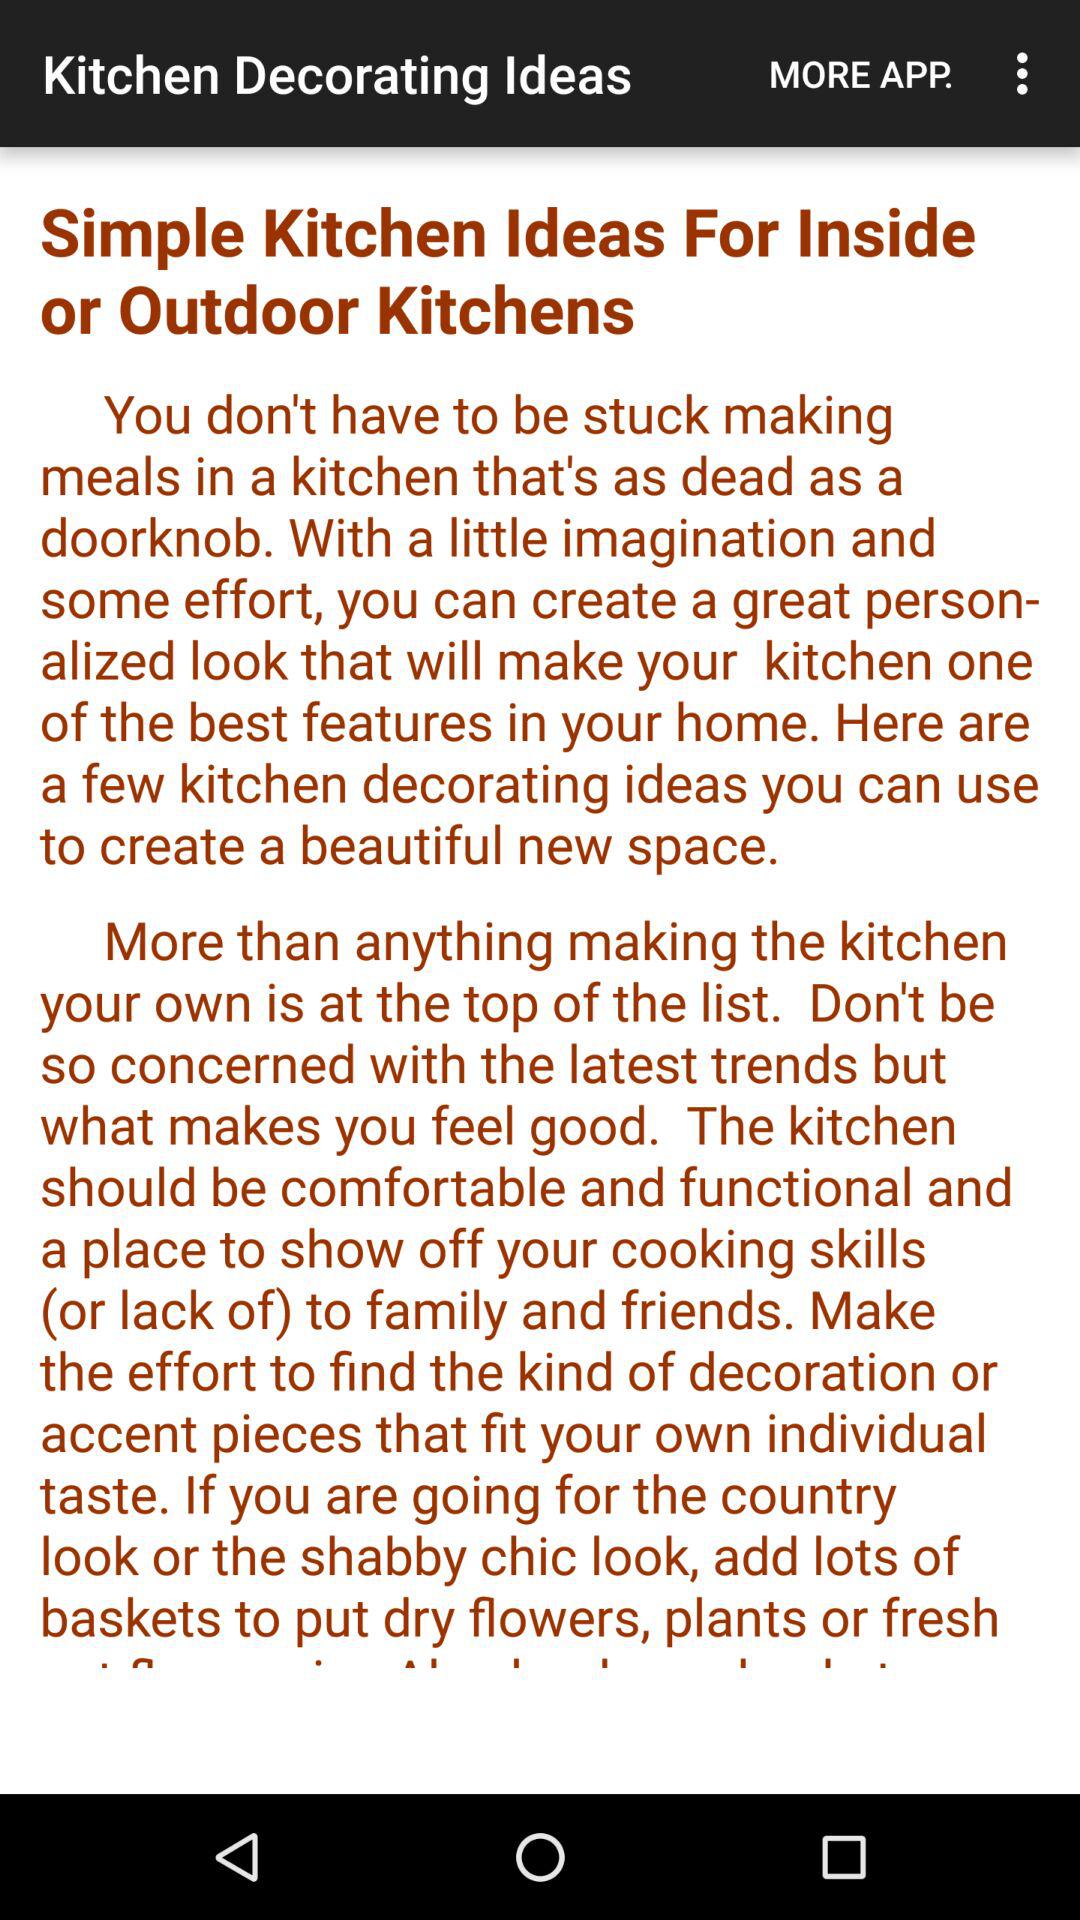 Kitchen Decorating Ideas MORE APP.
Simple Kitchen Ideas For Inside
or Outdoor Kitchens
You don't have to be stuck making
meals in a kitchen that's as dead as a
doorknob. With a little imagination and
some effort, you can create a great person-
alized look that will make your  kitchen one
of the best features in your home. Here are
a few kitchen decorating ideas you can use
to create a beautiful new space.
More than anything making the kitchen
your own is at the top of the list.  Don't be
so concerned with the latest trends but
what makes you feel good.  The kitchen
should be comfortable and functional and
a place to show off your cooking skills
(or lack of) to family and friends. Make
the effort to find the kind of decoration or
accent pieces that fit your own individual
taste. If you are going for the country
look or the shabby chic look, add lots of
baskets to put dry flowers, plants or fresh